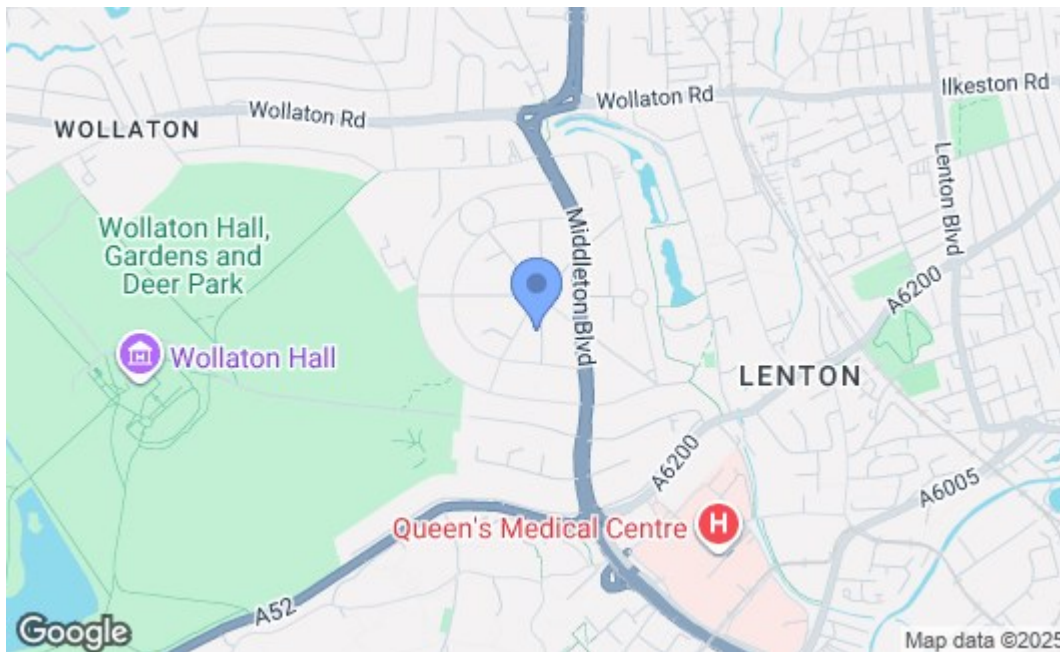 Wollaton Rd
Ilkeston Rd
Wollaton Rd
WOLLATON
Lenton Blvd
Wollaton Hall,
Gardens and
Deer Park
Middleton Blvd
A6200
Wollaton Hall
LENTON
A6200
A6005
Queen's Medical Centre
H
A52
Google
Map data ©2025